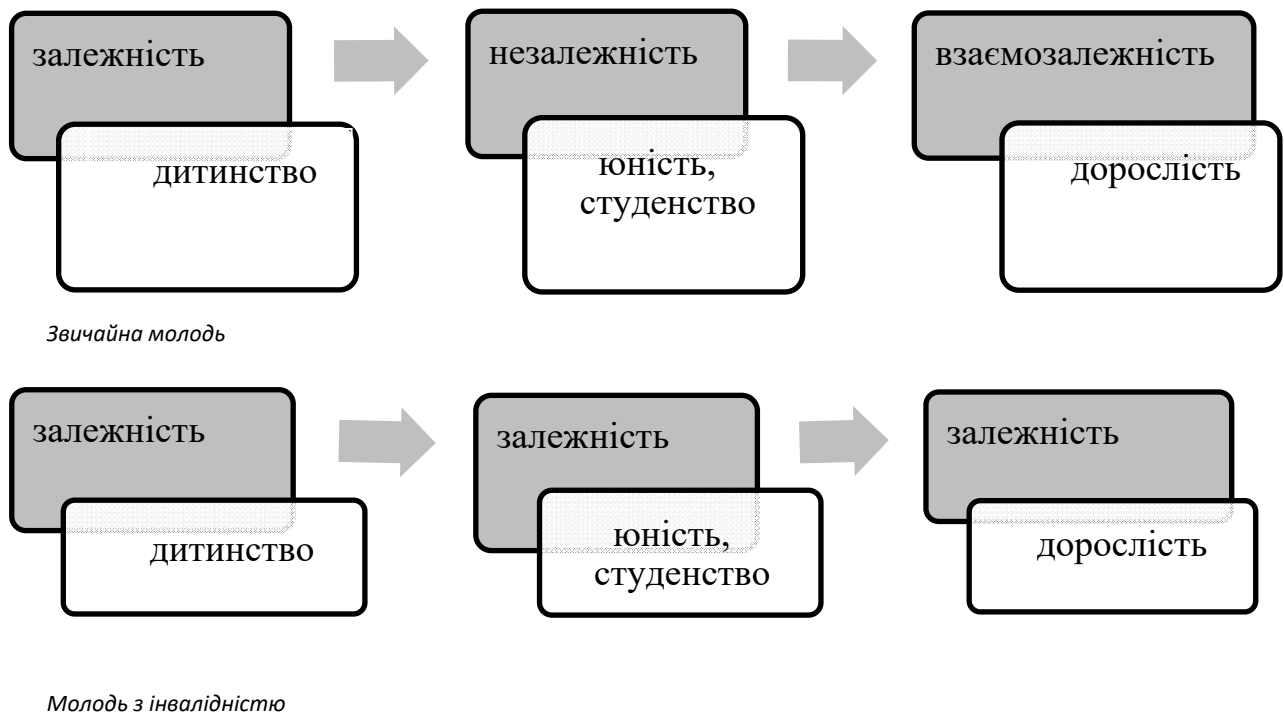 залежність
дитинство
незалежність
юність,
студенство
взаємозалежність
дорослість
Звичайна молодь
залежність
дитинство
залежність
юність,
студенство
залежність
дорослість
Молодь з інвалідністю